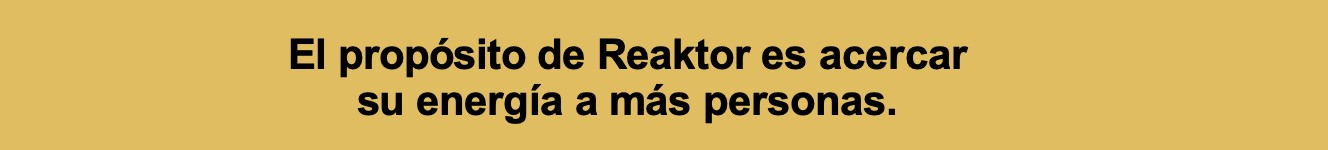 El propósito de Reaktor es acercar
su energía a más personas.